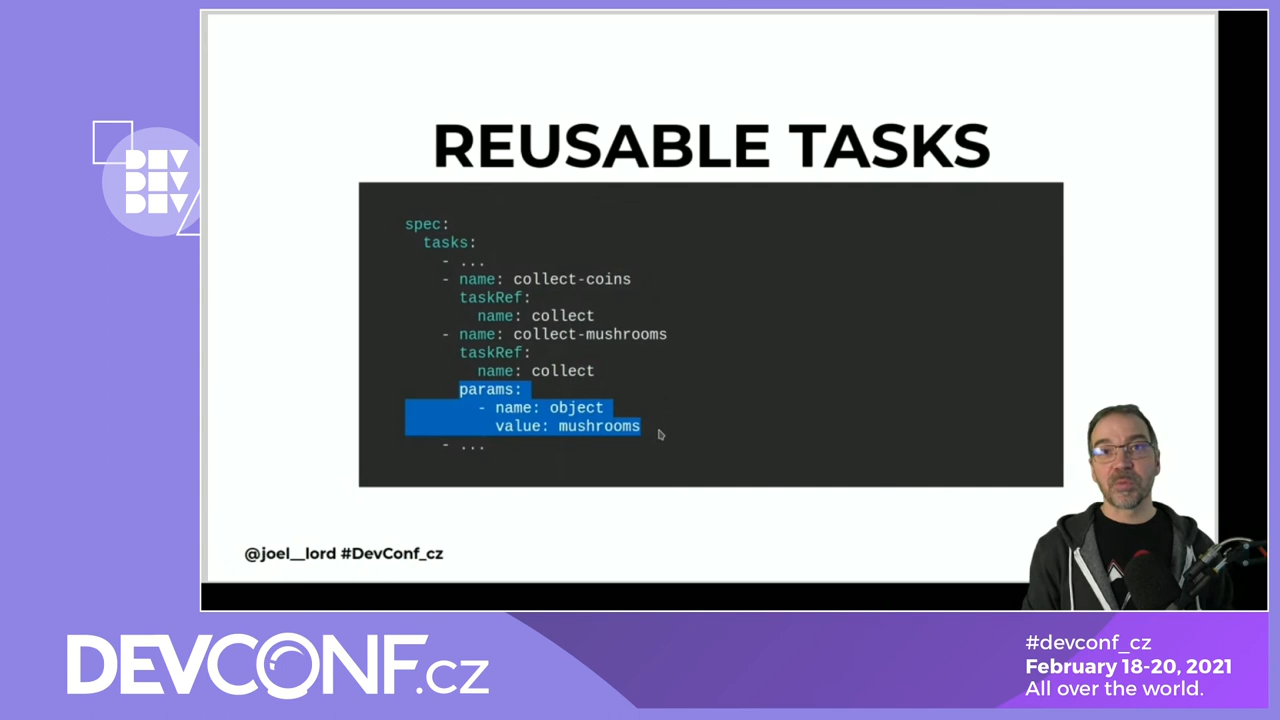 DEV
DEV
DEV
REUSABLE TASKS
spec:
tasks:
- ...
- name: collect-coins
taskRef:
name: collect
- name: collect-mushrooms
taskRef:
name: collect
params:
- name: object
value: mushrooms
- ...
@joel__lord #DevConf_cz
DEVCONF.cz
#devconf_cz
February 18-20, 2021
All over the world.